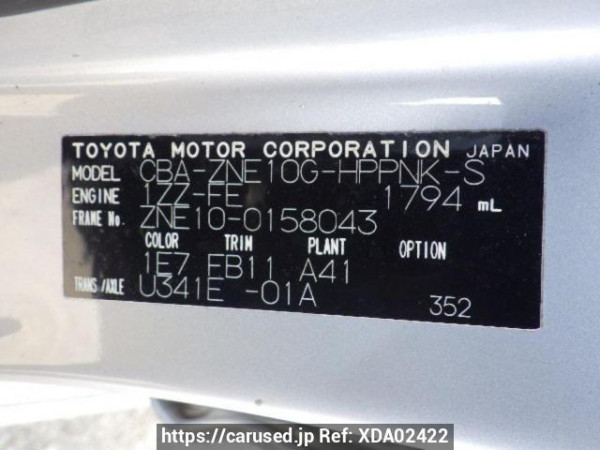 TOYOTA MOTOR CORPORATION JAPAN
MODEL CBA-ZNE10G-HPPNK-S
ENGINE 1ZZ-FE 1794 mL
FRAME No. ZNE10-0158043
COLOR TRIM PLANT OPTION
1E7 FB11 A41
TRANS /AXLE U341E -01A
352
https://carused.jp Ref: XDA02422